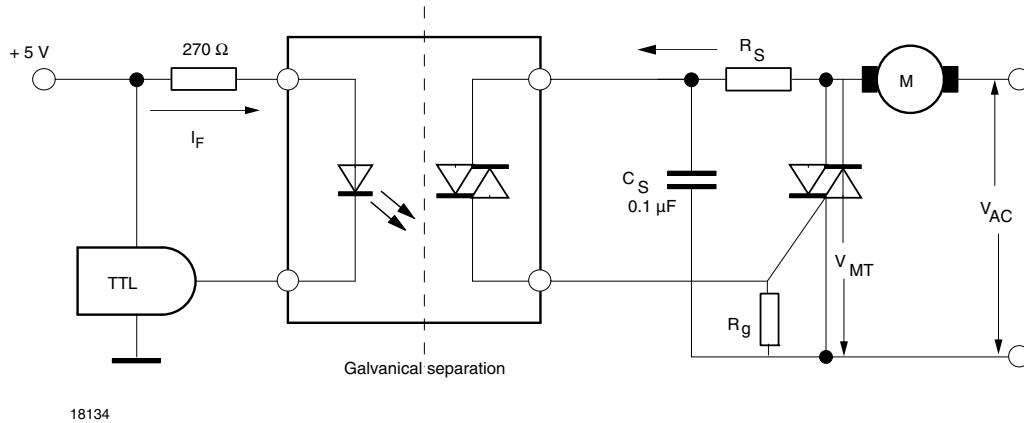 + 5 V
270 Ω
I_F
TTL
Galvanical separation
R_S
M
C_S
0.1 µF
V_MT
V_AC
R_g
18134